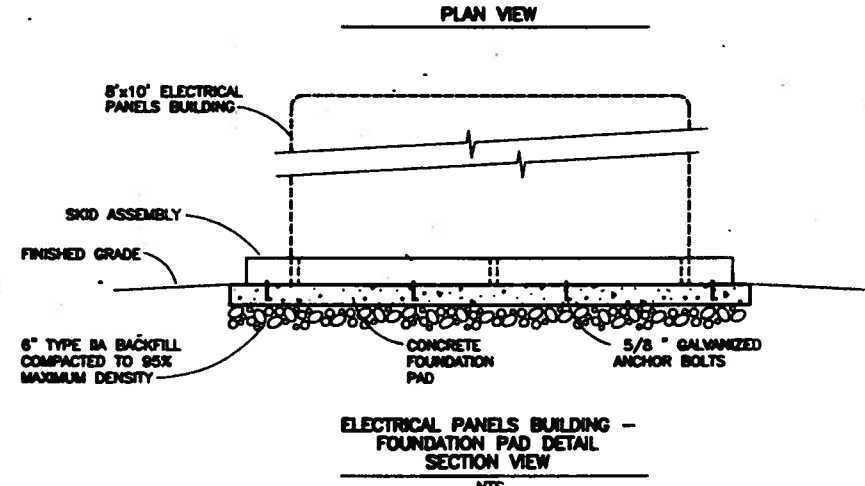 PLAN VIEW
8'x10' ELECTRICAL
PANELS BUILDING
SKID ASSEMBLY
FINISHED GRADE
6" TYPE IIA BACKFILL
COMPACTED TO 95%
MAXIMUM DENSITY
CONCRETE
FOUNDATION
PAD
5/8 " GALVANIZED
ANCHOR BOLTS
ELECTRICAL PANELS BUILDING –
FOUNDATION PAD DETAIL
SECTION VIEW
NTS